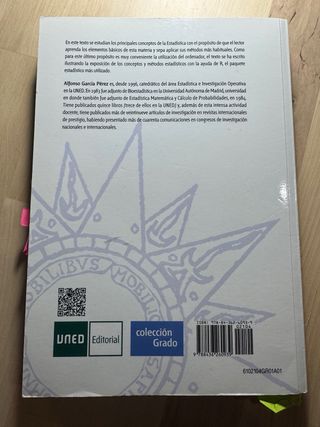 En este texto se estudian los principales conceptos de la Estadística con el propósito de que el lector
aprenda los elementos básicos de esta materia y sepa aplicar sus métodos más habituales. Como
para este último propósito es muy conveniente la utilización del ordenador, el texto se ha escrito
ilustrando la exposición de los conceptos y métodos estadísticos con la ayuda de R, el paquete
estadístico más utilizado.
Alfonso García Pérez es, desde 1996, catedrático del área Estadística e Investigación Operativa
en la UNED. En 1983 fue adjunto de Bioestadística en la Universidad Autónoma de Madrid, universidad
en donde también fue adjunto de Estadística Matemática y Cálculo de Probabilidades, en 1984.
Tiene publicados quince libros (trece de ellos en la UNED) y, además de esta intensa actividad
docente, tiene publicados más de veintinueve artículos de investigación en revistas internacionales
de prestigio, habiendo presentado más de cuarenta comunicaciones en congresos de investigación
nacionales e internacionales.
OMNIBUS MOBILIBUS MOBILIOR SAPI
UNED
Editorial
colección
Grado
02104
6102104GR01A01